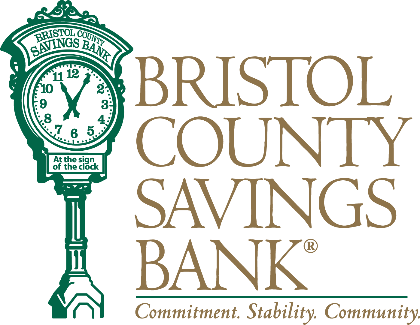 BRISTOL COUNTY
SAVINGS BANK
11 12 1
10 2
9 3
8 4
7 6 5
At the sign
of the clock
BRISTOL
COUNTY
SAVINGS
BANK®
Commitment. Stability. Community.